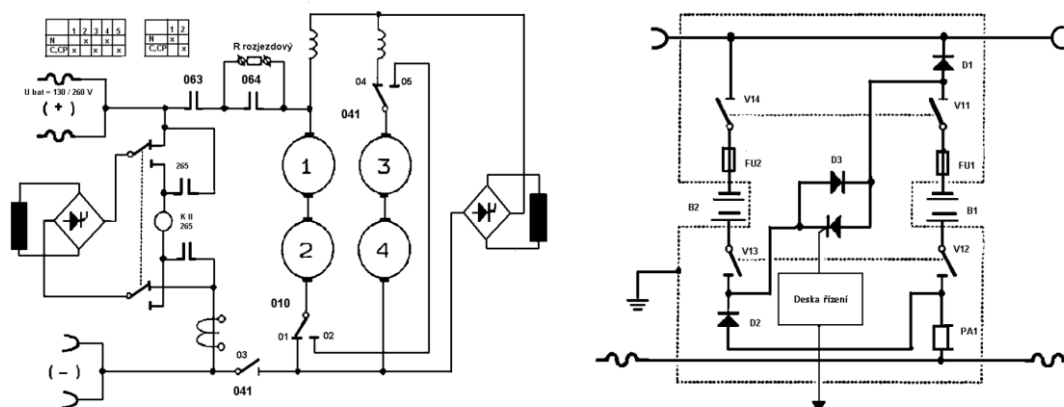 1 2 3 4 5
N x x
C,CP x x x
1 2
N x
C,CP x
R rozjezdový
063
064
U bat = 130 / 260 V
( + )
04
05
041
1
3
265
K II
265
2
4
010
01
02
03
041
( – )
D1
V14
V11
FU2
D3
FU1
B2
B1
V13
V12
Deska řízení
D2
PA1